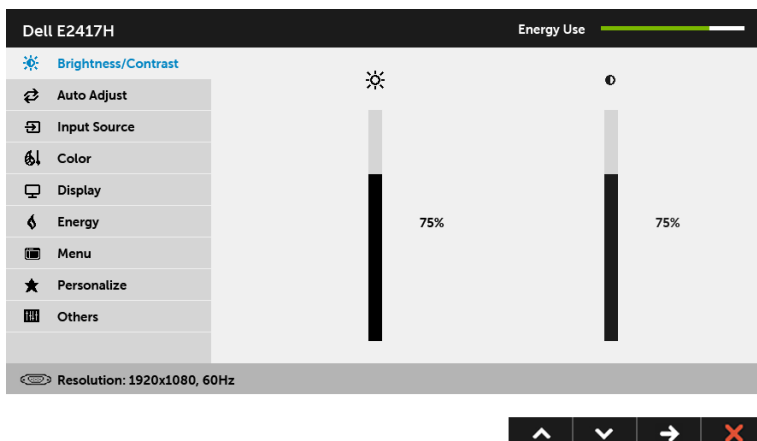 Dell E2417H
Energy Use
Brightness/Contrast
Auto Adjust
Input Source
Color
Display
Energy
75%
75%
Menu
Personalize
Others
Resolution: 1920x1080, 60Hz